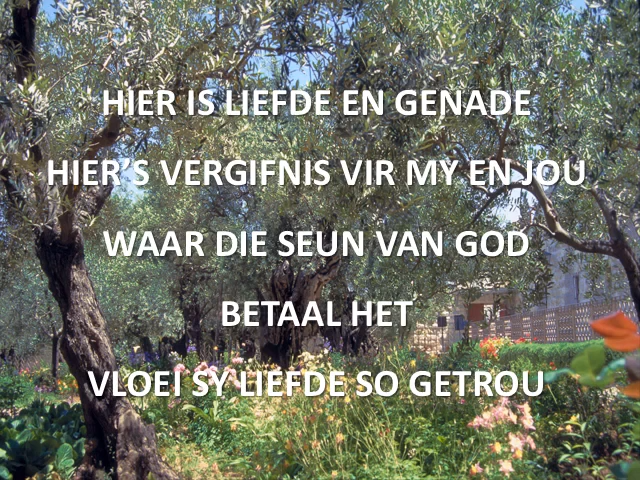 HIER IS LIEFDE EN GENADE
HIER’S VERGIFNIS VIR MY EN JOU
WAAR DIE SEUN VAN GOD
BETAAL HET
VLOEI SY LIEFDE SO GETROU